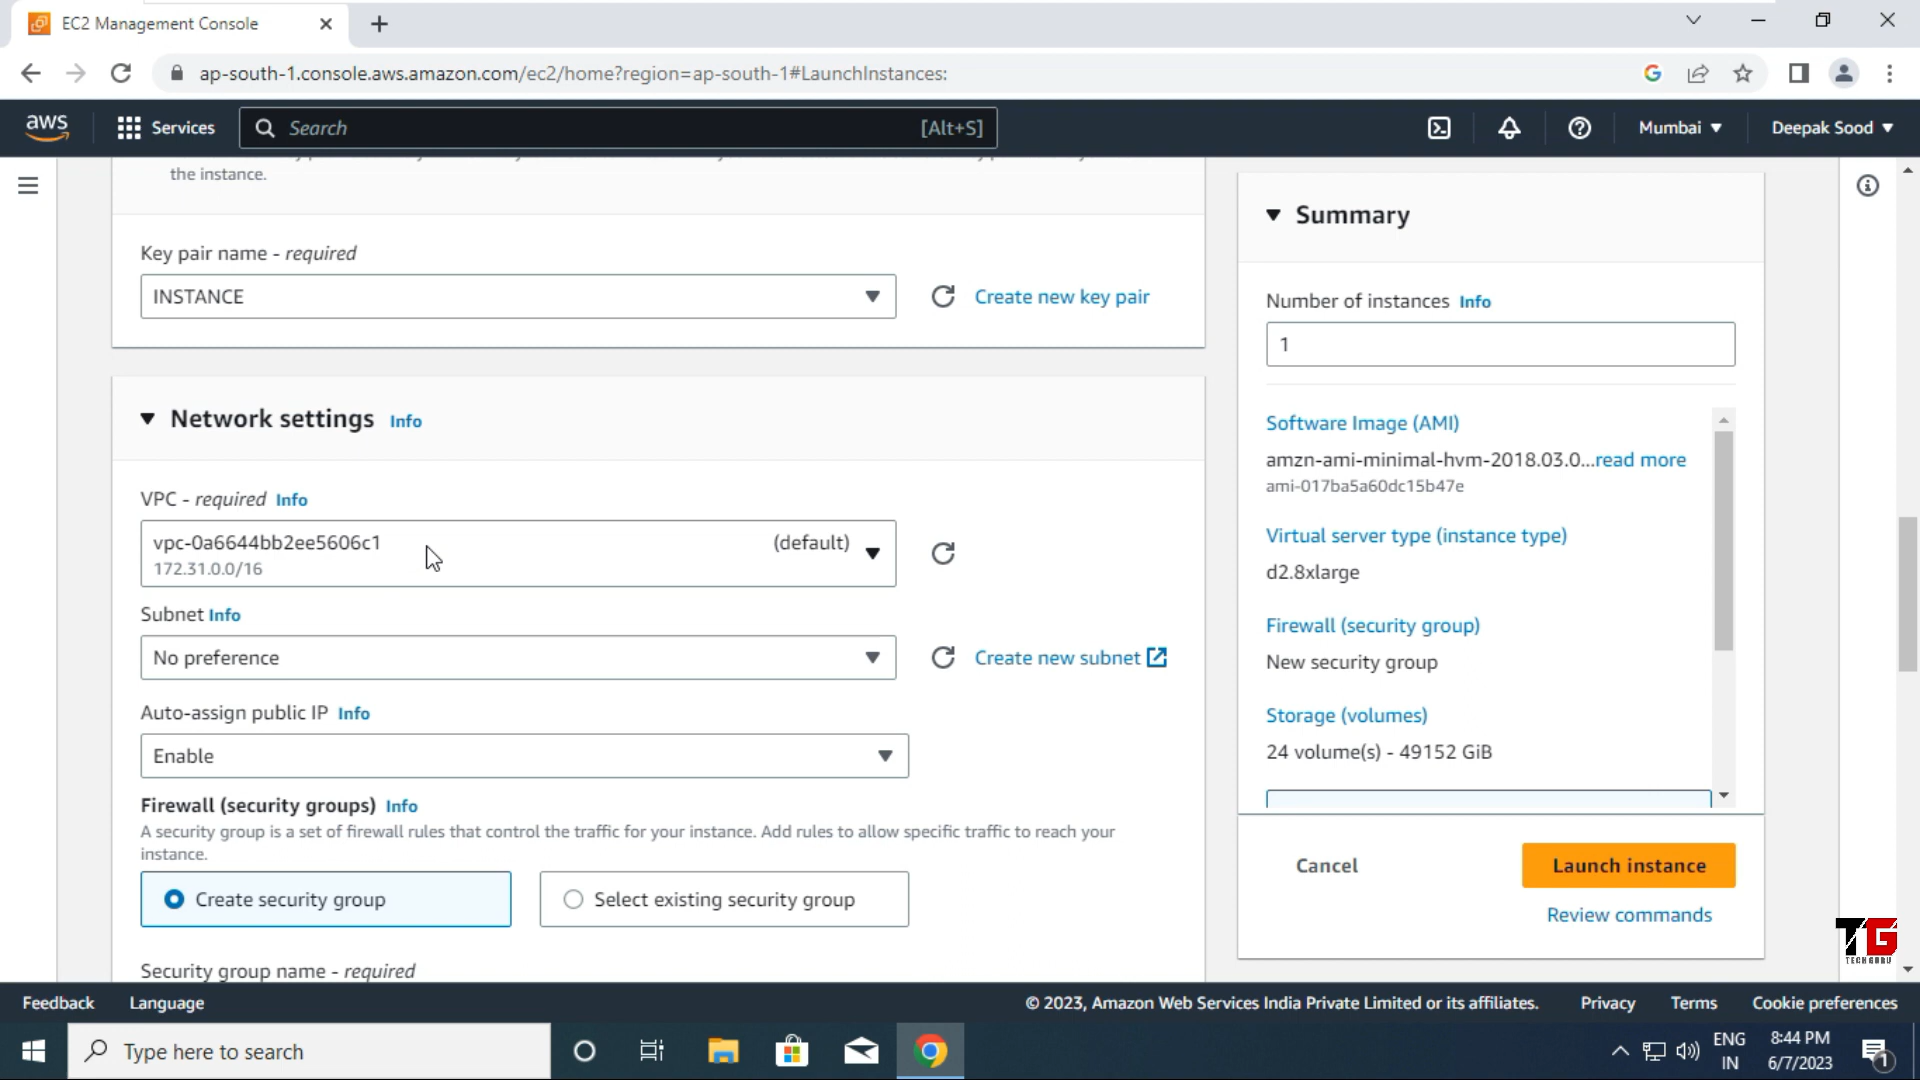 EC2 Management Console
ap-south-1.console.aws.amazon.com/ec2/home?region=ap-south-1#LaunchInstances:
aws
Services
Search
[Alt+S]
Mumbai
Deepak Sood
the instance.
Key pair name - required
INSTANCE
Create new key pair
Network settings Info
VPC - required Info
vpc-0a6644bb2ee5606c1
(default)
172.31.0.0/16
Subnet Info
No preference
Create new subnet
Auto-assign public IP Info
Enable
Firewall (security groups) Info
A security group is a set of firewall rules that control the traffic for your instance. Add rules to allow specific traffic to reach your
instance.
Create security group
Select existing security group
Security group name - required
Summary
Number of instances Info
1
Software Image (AMI)
amzn-ami-minimal-hvm-2018.03.0...read more
ami-017ba5a60dc15b47e
Virtual server type (instance type)
d2.8xlarge
Firewall (security group)
New security group
Storage (volumes)
24 volume(s) - 49152 GiB
Cancel
Launch instance
Review commands
TG
TECH GURU
Feedback
Language
© 2023, Amazon Web Services India Private Limited or its affiliates.
Privacy
Terms
Cookie preferences
Type here to search
ENG
IN
8:44 PM
6/7/2023
1